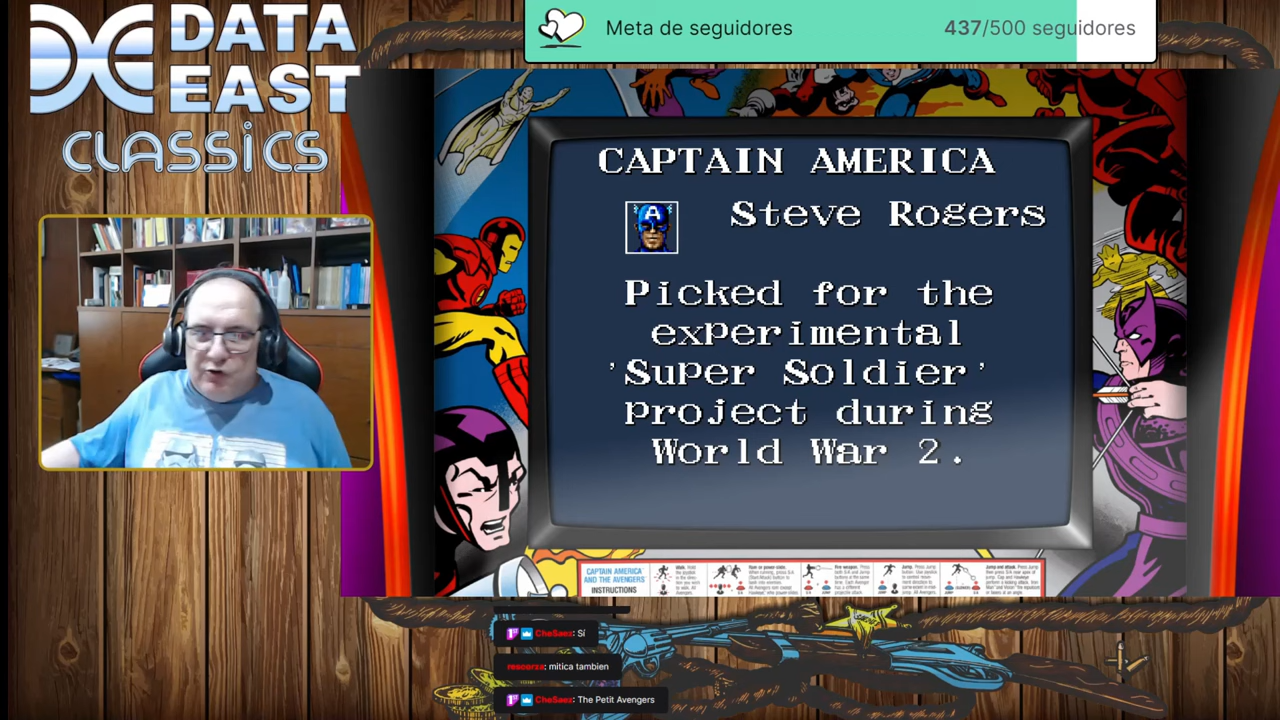 DATA
EAST
CLASSICS
Meta de seguidores
437/500 seguidores
CAPTAIN AMERICA
Steve Rogers
A
Picked for the
experimental
'Super Soldier'
project during
World War 2.
CAPTAIN AMERICA
AND THE AVENGERS
INSTRUCTIONS
CheSaez: Sí
rescorza: mitica tambien
CheSaez: The Petit Avengers